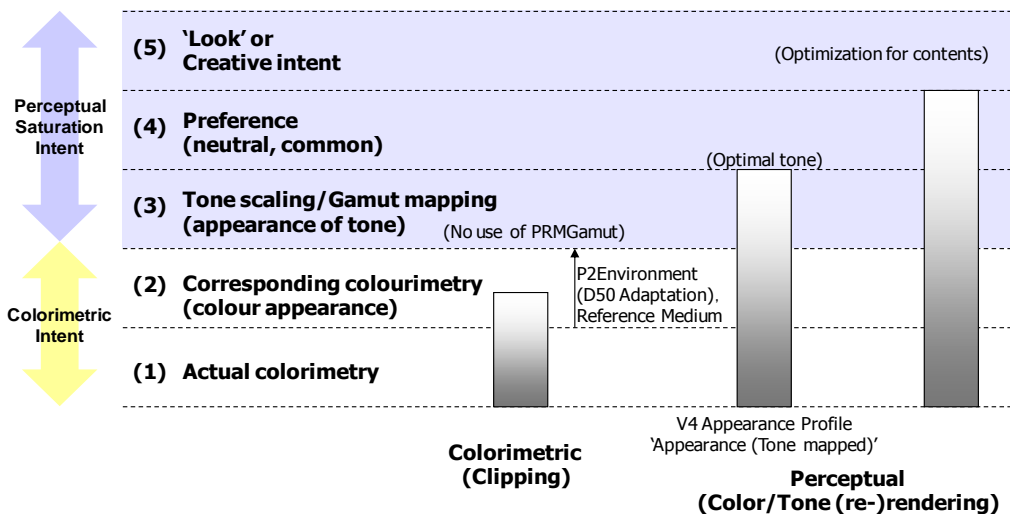 (5) ‘Look’ or
Creative intent
(Optimization for contents)
Perceptual
Saturation
Intent
(4) Preference
(neutral, common)
(Optimal tone)
(3) Tone scaling/Gamut mapping
(appearance of tone)
(No use of PRMGamut)
P2Environment
(D50 Adaptation),
Reference Medium
(2) Corresponding colourimetry
(colour appearance)
Colorimetric
Intent
(1) Actual colorimetry
V4 Appearance Profile
‘Appearance (Tone mapped)’
Colorimetric
(Clipping)
Perceptual
(Color/Tone (re-)rendering)